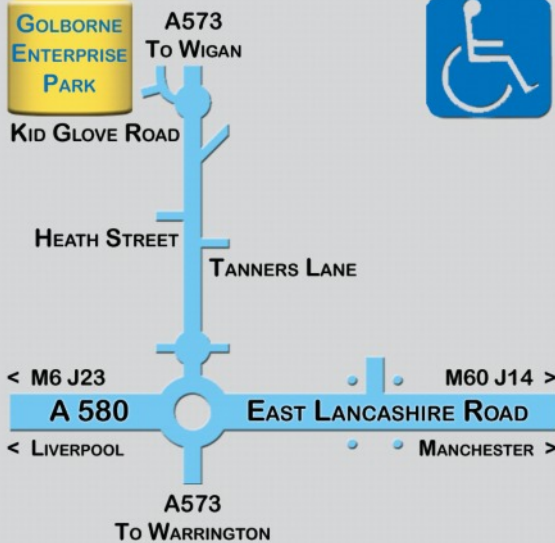 GOLBORNE
ENTERPRISE
PARK
A573
TO WIGAN
KID GLOVE ROAD
HEATH STREET
TANNERS LANE
< M6 J23
M60 J14 >
A 580
EAST LANCASHIRE ROAD
< LIVERPOOL
MANCHESTER >
A573
TO WARRINGTON